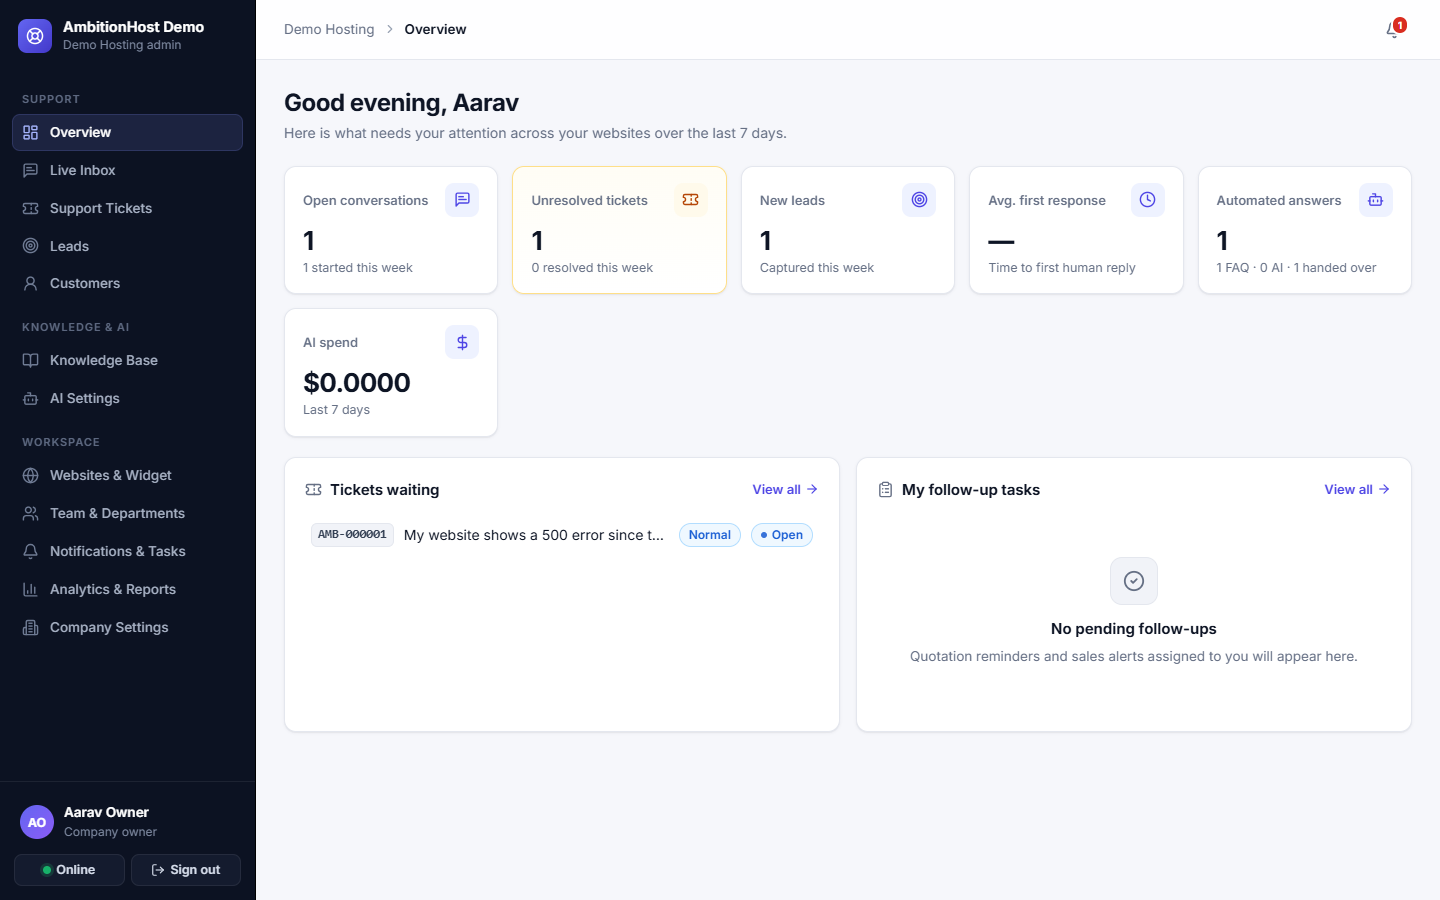 AmbitionHost Demo
Demo Hosting admin
SUPPORT
Overview
Live Inbox
Support Tickets
Leads
Customers
KNOWLEDGE & AI
Knowledge Base
AI Settings
WORKSPACE
Websites & Widget
Team & Departments
Notifications & Tasks
Analytics & Reports
Company Settings
AO
Aarav Owner
Company owner
Online
Sign out
Demo Hosting > Overview
1
Good evening, Aarav
Here is what needs your attention across your websites over the last 7 days.
Open conversations
1
1 started this week
Unresolved tickets
1
0 resolved this week
New leads
1
Captured this week
Avg. first response
—
Time to first human reply
Automated answers
1
1 FAQ · 0 AI · 1 handed over
AI spend
$0.0000
Last 7 days
Tickets waiting
View all →
AMB-000001 My website shows a 500 error since t... Normal Open
My follow-up tasks
View all →
No pending follow-ups
Quotation reminders and sales alerts assigned to you will appear here.